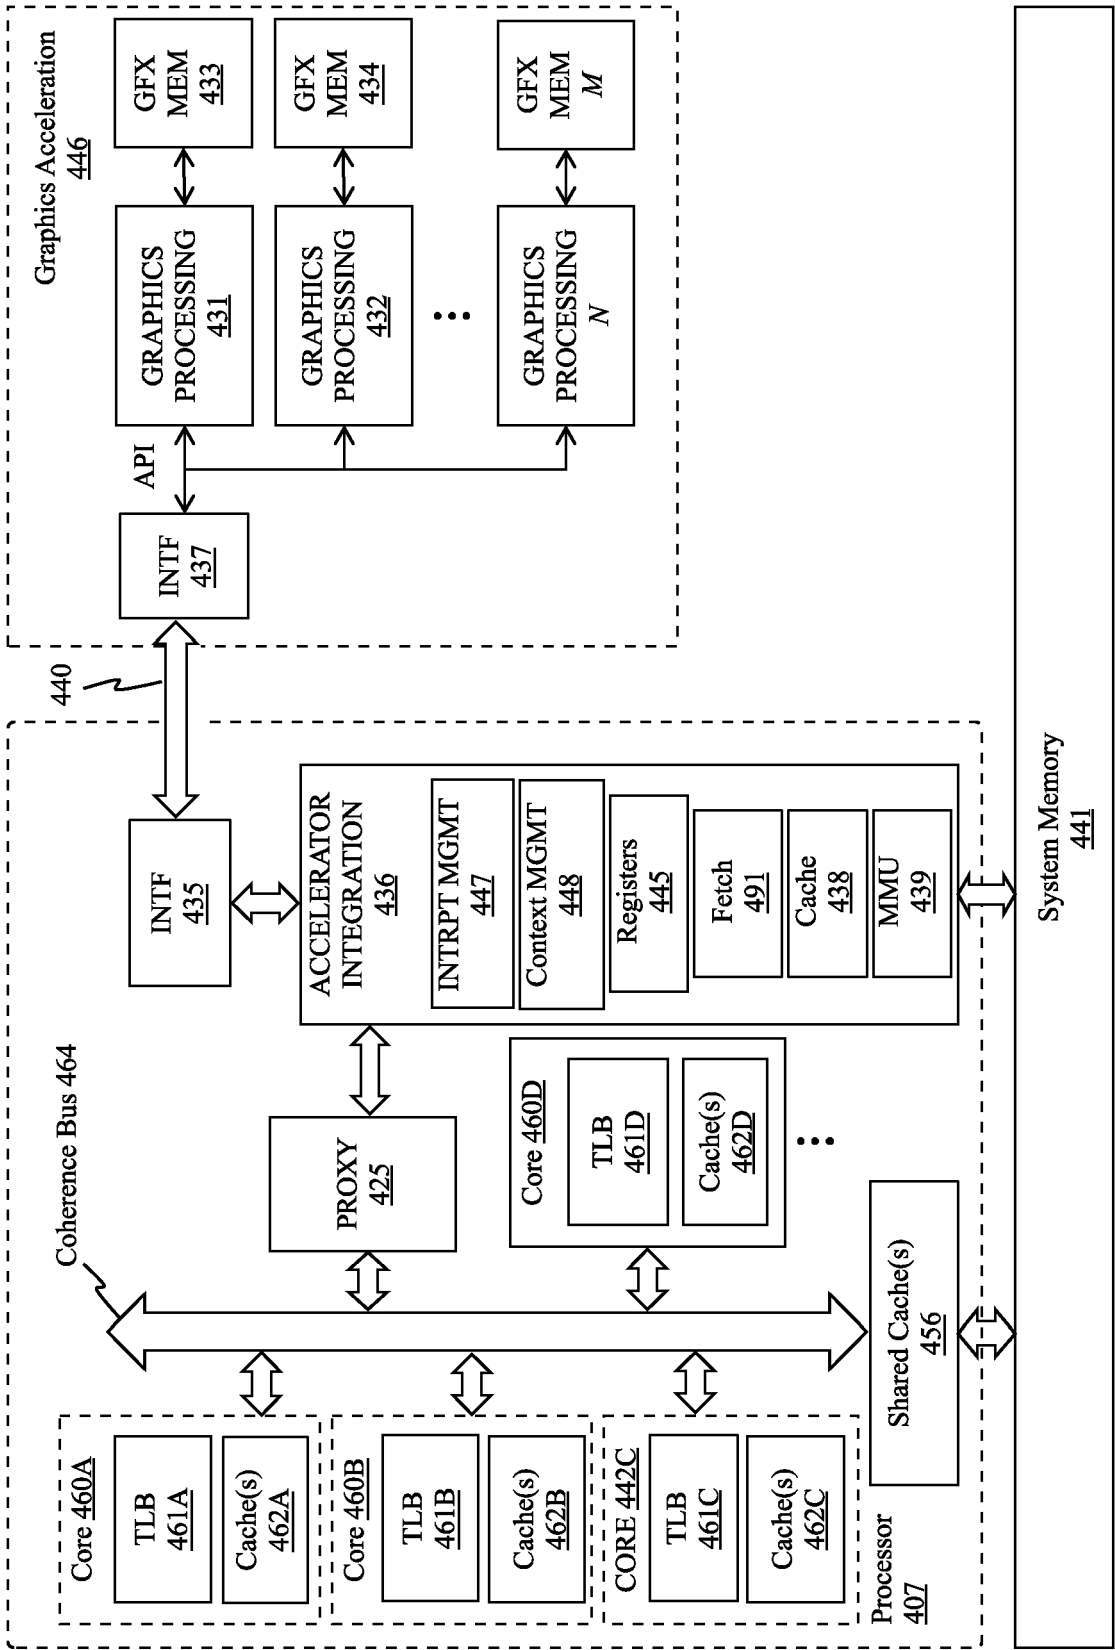 Processor
407
Core 460A
TLB
461A
Cache(s)
462A
Core 460B
TLB
461B
Cache(s)
462B
CORE 442C
TLB
461C
Cache(s)
462C
Coherence Bus 464
Shared Cache(s)
456
PROXY
425
Core 460D
TLB
461D
Cache(s)
462D
...
INTF
435
ACCELERATOR
INTEGRATION
436
INTRPT MGMT
447
Context MGMT
448
Registers
445
Fetch
491
Cache
438
MMU
439
440
System Memory
441
Graphics Acceleration
446
INTF
437
API
GRAPHICS
PROCESSING
431
GFX
MEM
433
GRAPHICS
PROCESSING
432
GFX
MEM
434
...
GRAPHICS
PROCESSING
N
GFX
MEM
M